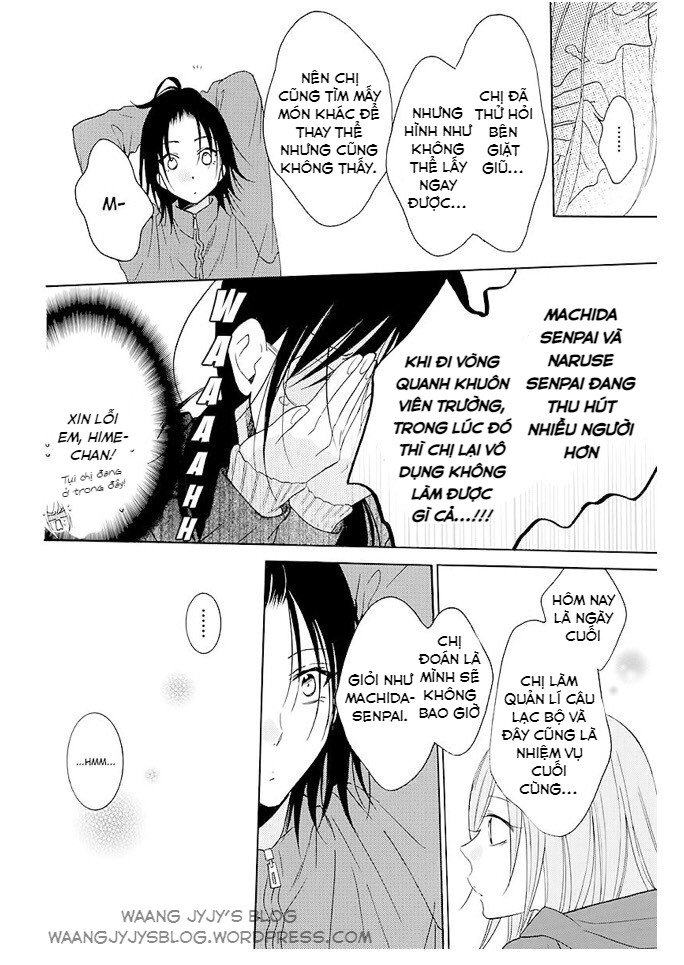 ......
CHỊ ĐÃ
THỬ HỎI
BÊN
GIẶT
GIŨ...
NHƯNG
HÌNH NHƯ
KHÔNG
THỂ LẤY
NGAY
ĐƯỢC...
NÊN CHỊ
CŨNG TÌM MẤY
MÓN KHÁC ĐỂ
THAY THẾ
NHƯNG CŨNG
KHÔNG THẤY.
M-
MACHIDA
SENPAI VÀ
NARUSE
SENPAI ĐANG
THU HÚT
NHIỀU NGƯỜI
HƠN
KHI ĐI VÒNG
QUANH KHUÔN
VIÊN TRƯỜNG,
TRONG LÚC ĐÓ
THÌ CHỊ LẠI VÔ
DỤNG KHÔNG
LÀM ĐƯỢC
GÌ CẢ...!!!
WAAAAHH
XIN LỖI
EM, HIME-
CHAN!
Tụi chị đang
ở trong đây!
HÔM NAY
LÀ NGÀY
CUỐI
CHỊ LÀM
QUẢN LÍ CÂU
LẠC BỘ VÀ
ĐÂY CŨNG LÀ
NHIỆM VỤ
CUỐI
CÙNG...
CHỊ
ĐOÁN LÀ
MÌNH SẼ
KHÔNG
BAO GIỜ
GIỎI NHƯ
MACHIDA-
SENPAI.
......
...HMM...
WAANG JYJY'S BLOG
WAANGJYJYSBLOG.WORDPRESS.COM